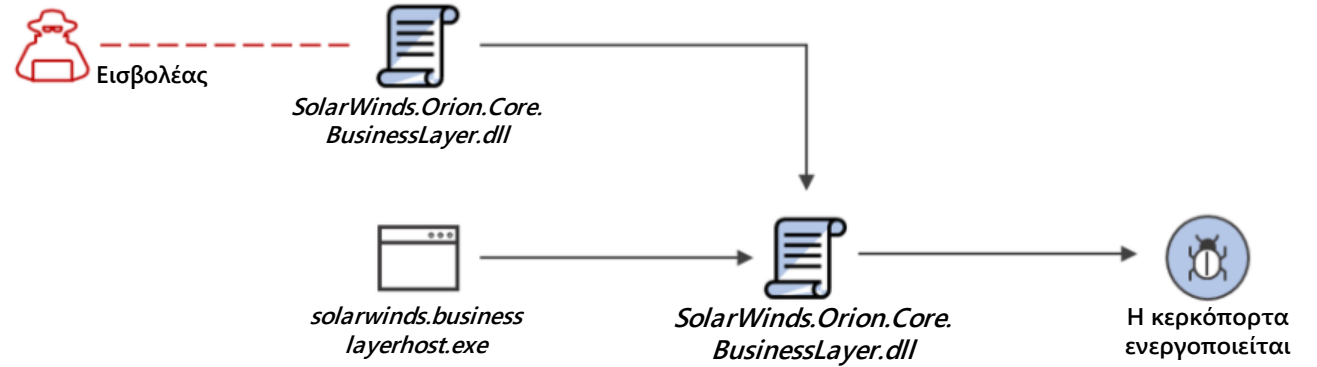 Εισβολέας
SolarWinds.Orion.Core.
BusinessLayer.dll
solarwinds.business
layerhost.exe
SolarWinds.Orion.Core.
BusinessLayer.dll
Η κερκόπορτα
ενεργοποιείται